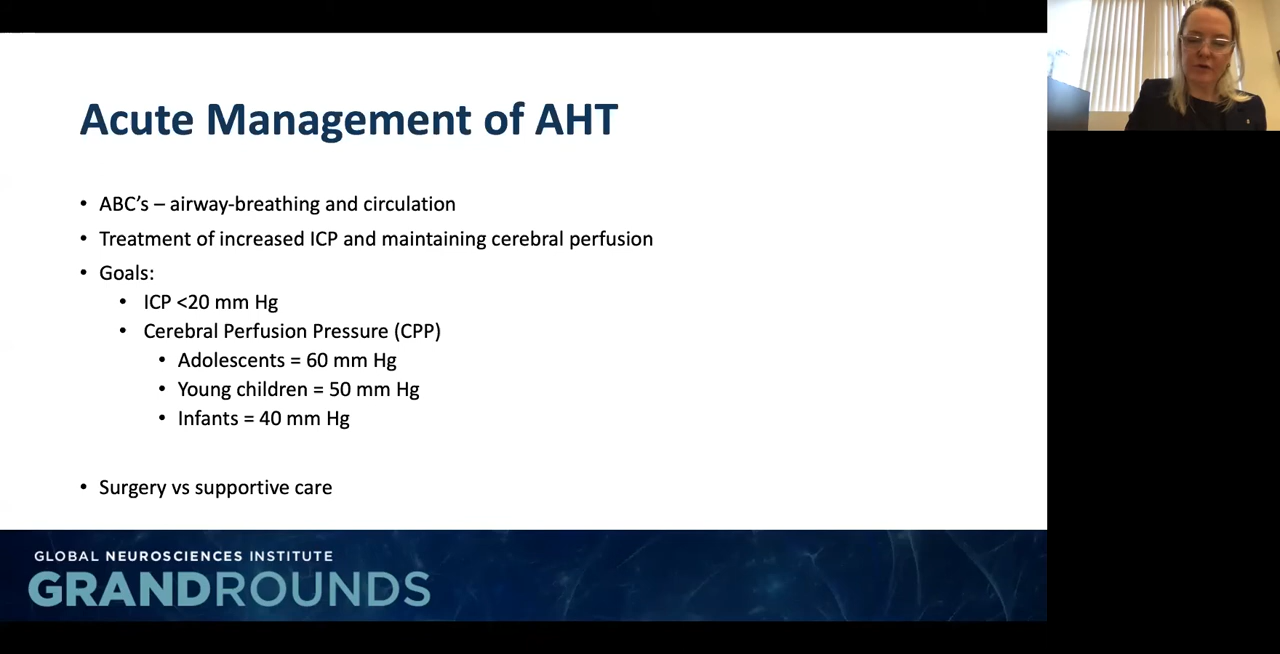 Acute Management of AHT
• ABC’s – airway-breathing and circulation
• Treatment of increased ICP and maintaining cerebral perfusion
• Goals:
• ICP <20 mm Hg
• Cerebral Perfusion Pressure (CPP)
• Adolescents = 60 mm Hg
• Young children = 50 mm Hg
• Infants = 40 mm Hg
• Surgery vs supportive care
GLOBAL NEUROSCIENCES INSTITUTE
GRANDROUNDS